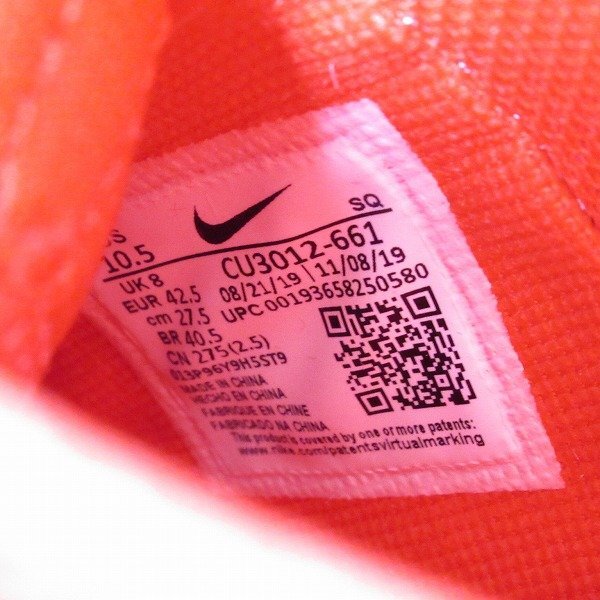 SQ
US 10.5
UK 8
EUR 42.5
cm 27.5
BR 40.5
CN 275(2.5)
013P96Y9H5ST9
CU3012-661
08/21/19 \ 11/08/19
UPC 00193658250580
MADE IN CHINA
HECHO EN CHINA
FABRIQUE EN CHINE
FABRICADO NA CHINA
This product is covered by one or more patents:
www.nike.com/patentsvirtualmarking